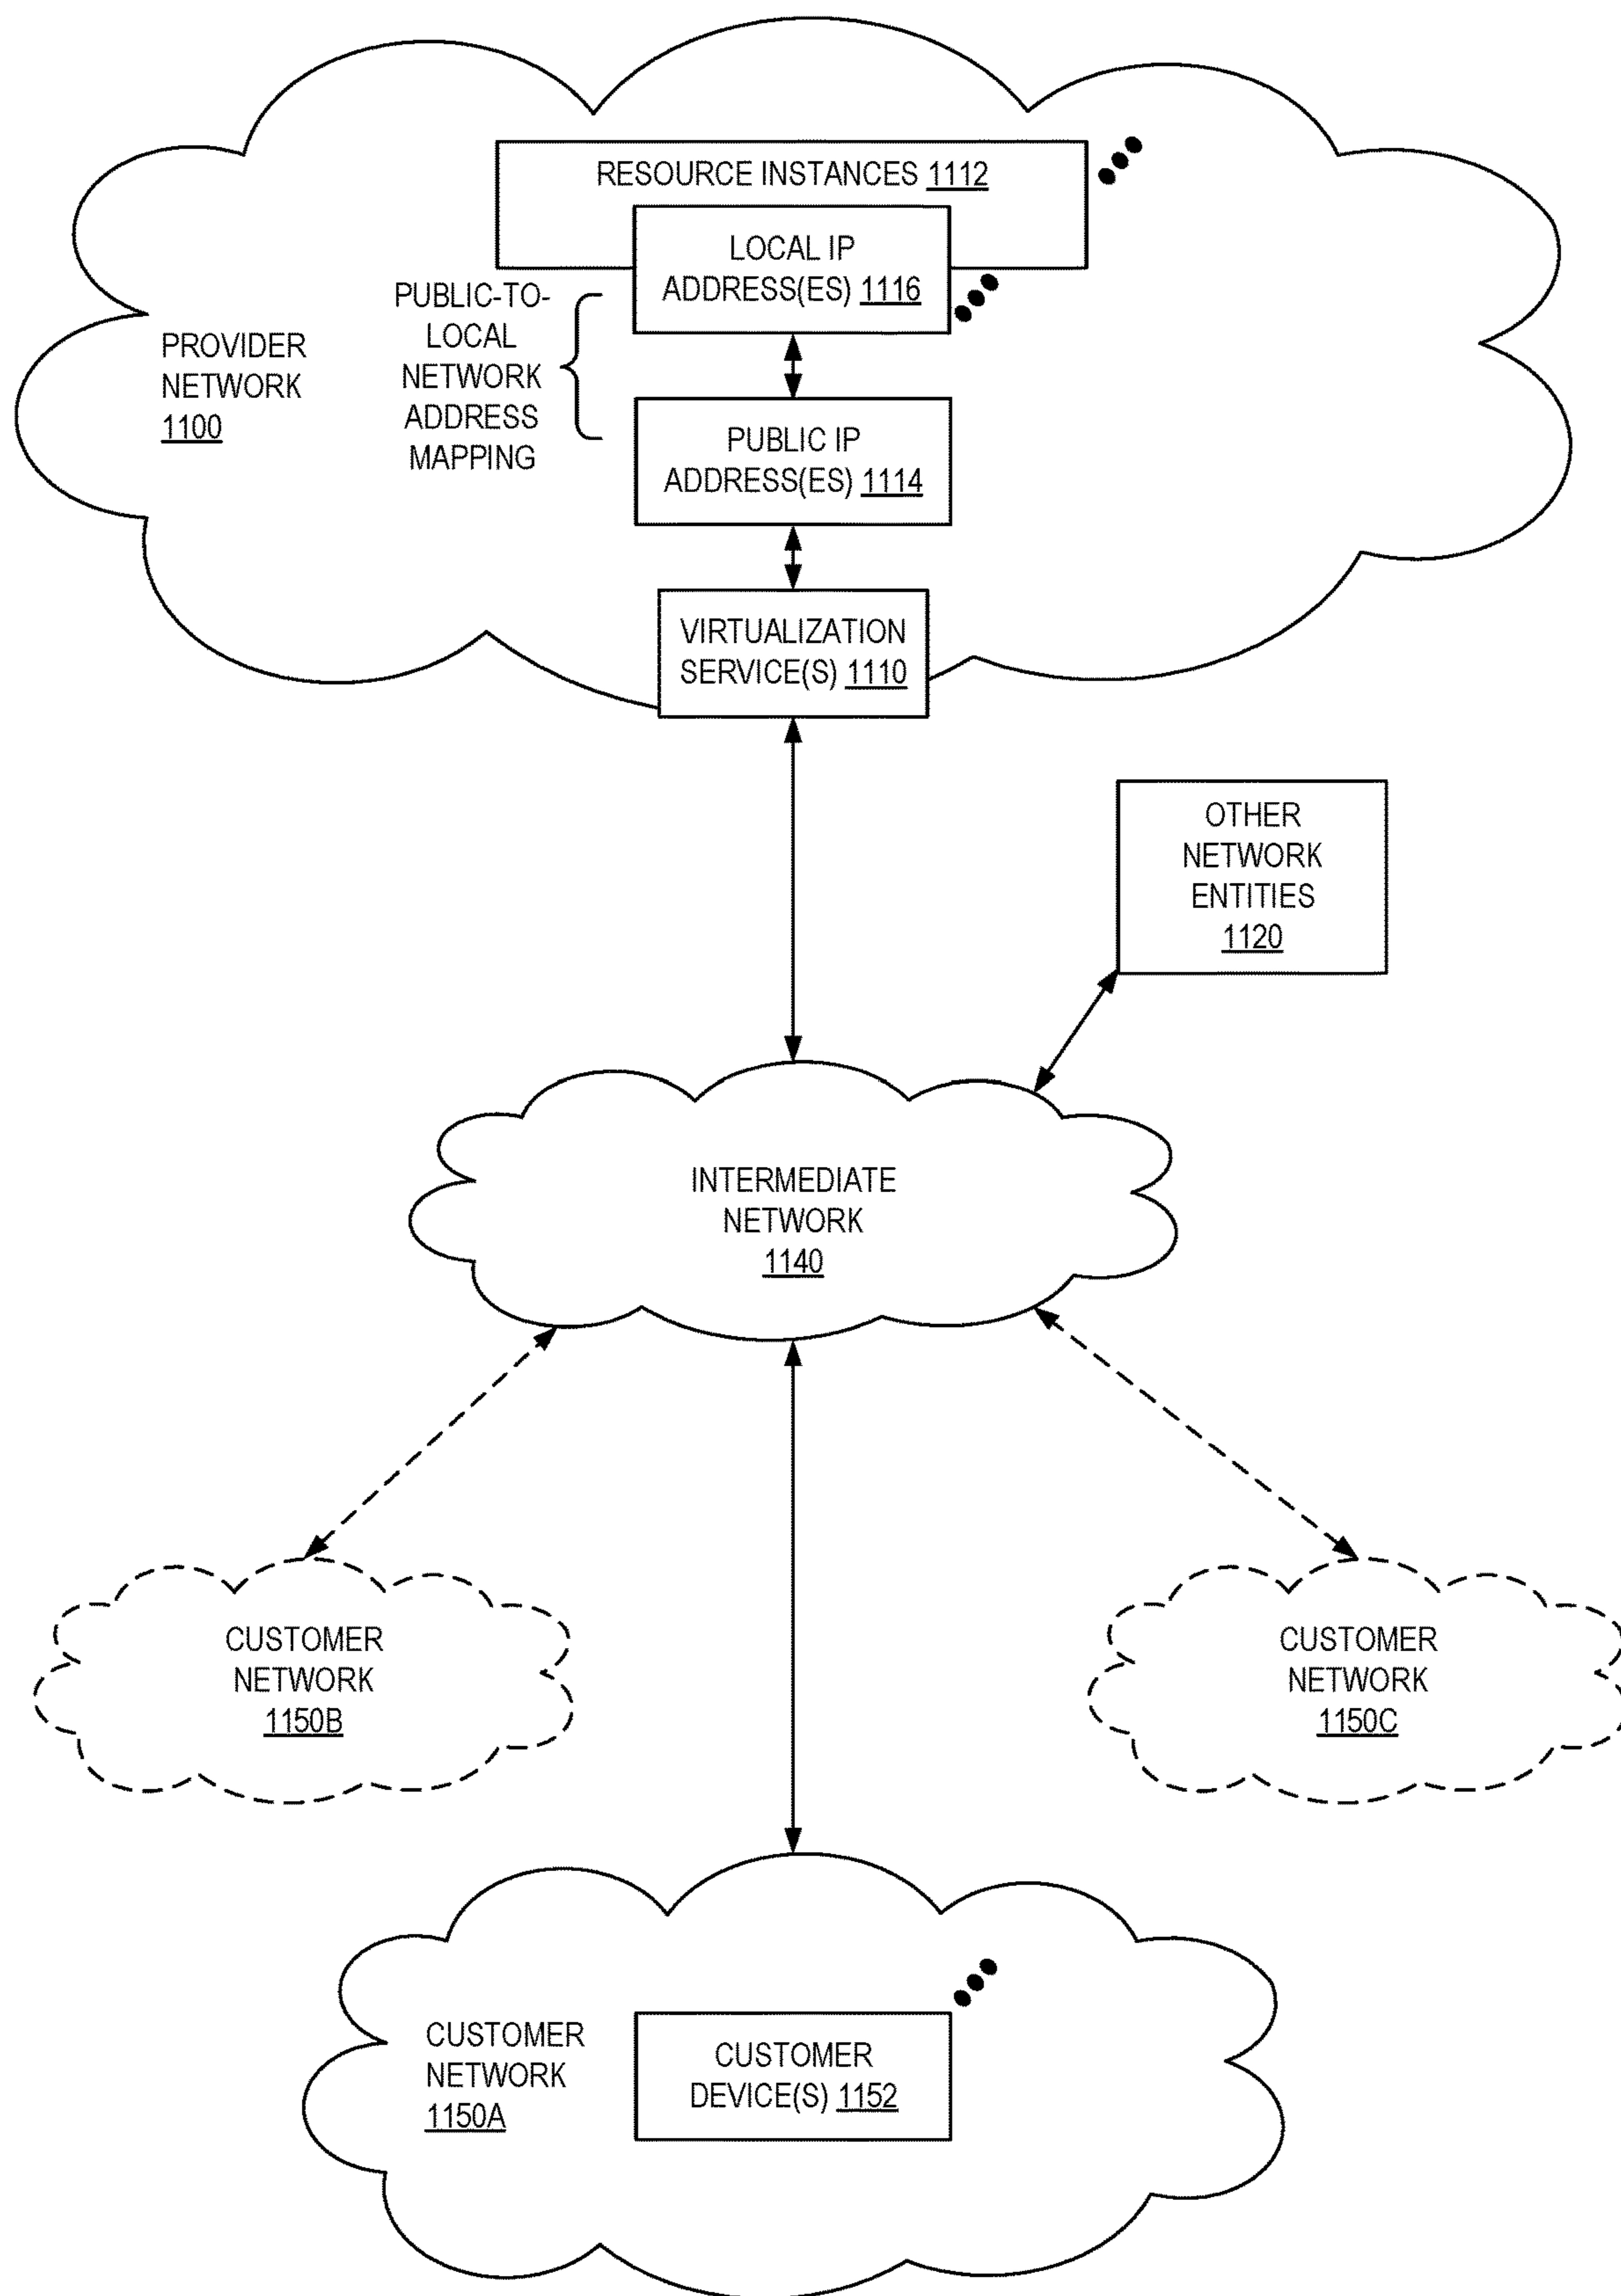 RESOURCE INSTANCES 1112
LOCAL IP
ADDRESS(ES) 1116
PUBLIC-TO-
LOCAL
NETWORK
ADDRESS
MAPPING
PROVIDER
NETWORK
1100
PUBLIC IP
ADDRESS(ES) 1114
VIRTUALIZATION
SERVICE(S) 1110
OTHER
NETWORK
ENTITIES
1120
INTERMEDIATE
NETWORK
1140
CUSTOMER
NETWORK
1150B
CUSTOMER
NETWORK
1150C
CUSTOMER
NETWORK
1150A
CUSTOMER
DEVICE(S) 1152